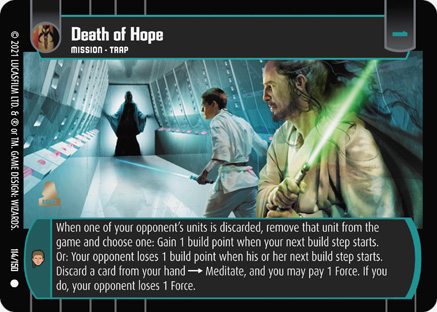 Death of Hope
MISSION - TRAP
When one of your opponent's units is discarded, remove that unit from the
game and choose one: Gain 1 build point when your next build step starts.
Or: Your opponent loses 1 build point when his or her next build step starts.
Discard a card from your hand → Meditate, and you may pay 1 Force. If you
do, your opponent loses 1 Force.
© 2021 LUCASFILM LTD. & ® or TM. GAME DESIGN: WIZARDS.
114/150